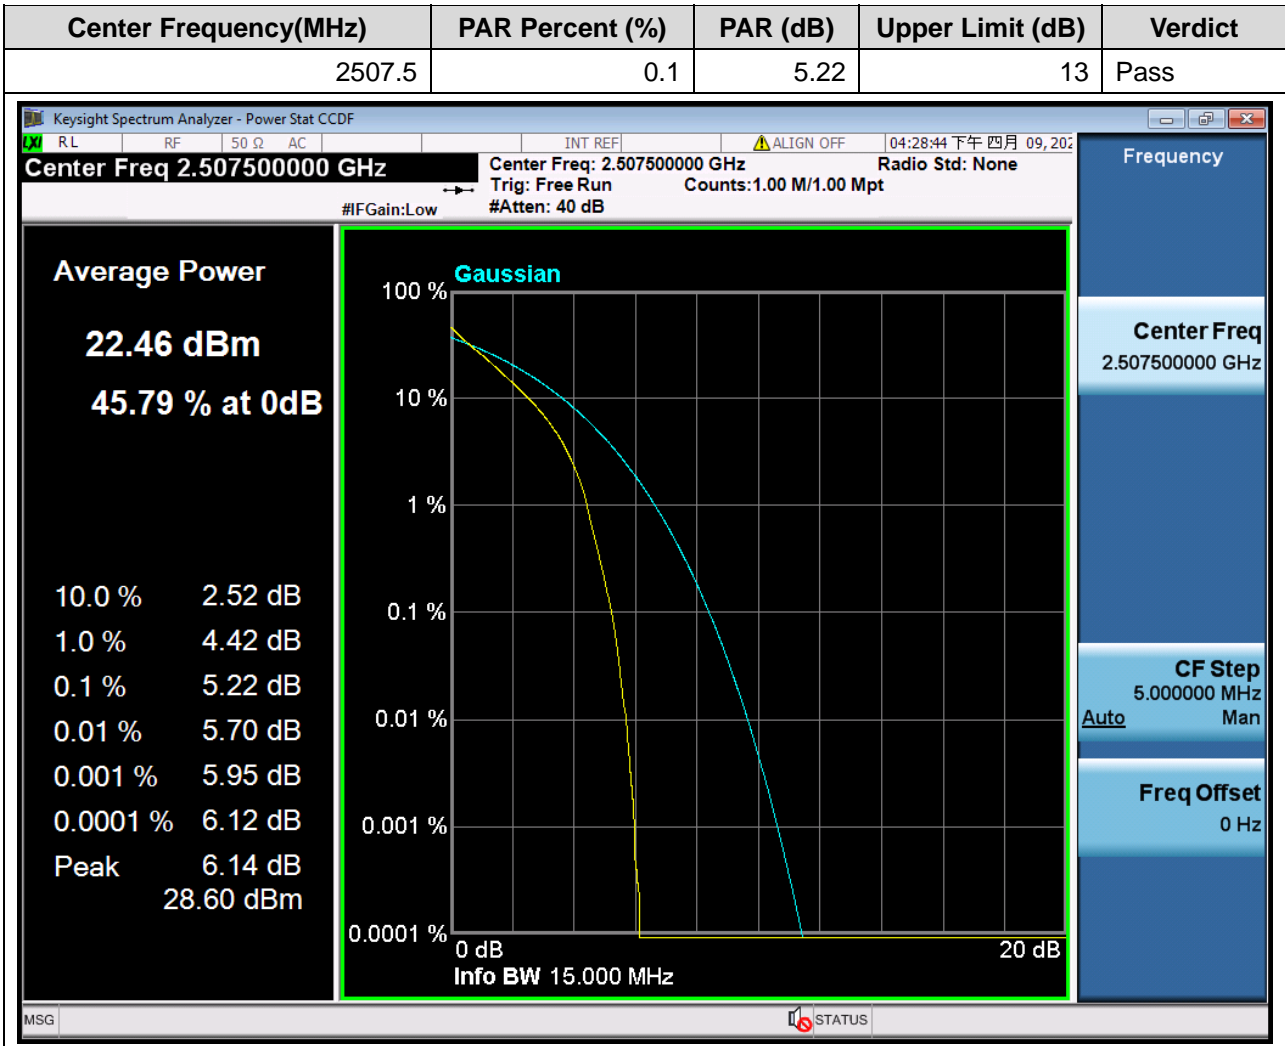 Center Frequency(MHz) PAR Percent (%) PAR (dB) Upper Limit (dB) Verdict
2507.5 0.1 5.22 13 Pass
Keysight Spectrum Analyzer - Power Stat CCDF
LXI RL RF 50 Ω AC INT REF ALIGN OFF 04:28:44 下午 四月 09, 202
Center Freq 2.507500000 GHz
Center Freq: 2.507500000 GHz Radio Std: None
Trig: Free Run Counts:1.00 M/1.00 Mpt
#IFGain:Low #Atten: 40 dB
Frequency
Average Power
22.46 dBm
45.79 % at 0dB
10.0 % 2.52 dB
1.0 % 4.42 dB
0.1 % 5.22 dB
0.01 % 5.70 dB
0.001 % 5.95 dB
0.0001 % 6.12 dB
Peak 6.14 dB
28.60 dBm
Gaussian
100 %
10 %
1 %
0.1 %
0.01 %
0.001 %
0.0001 %
0 dB 20 dB
Info BW 15.000 MHz
Center Freq
2.507500000 GHz
CF Step
5.000000 MHz
Auto Man
Freq Offset
0 Hz
MSG STATUS